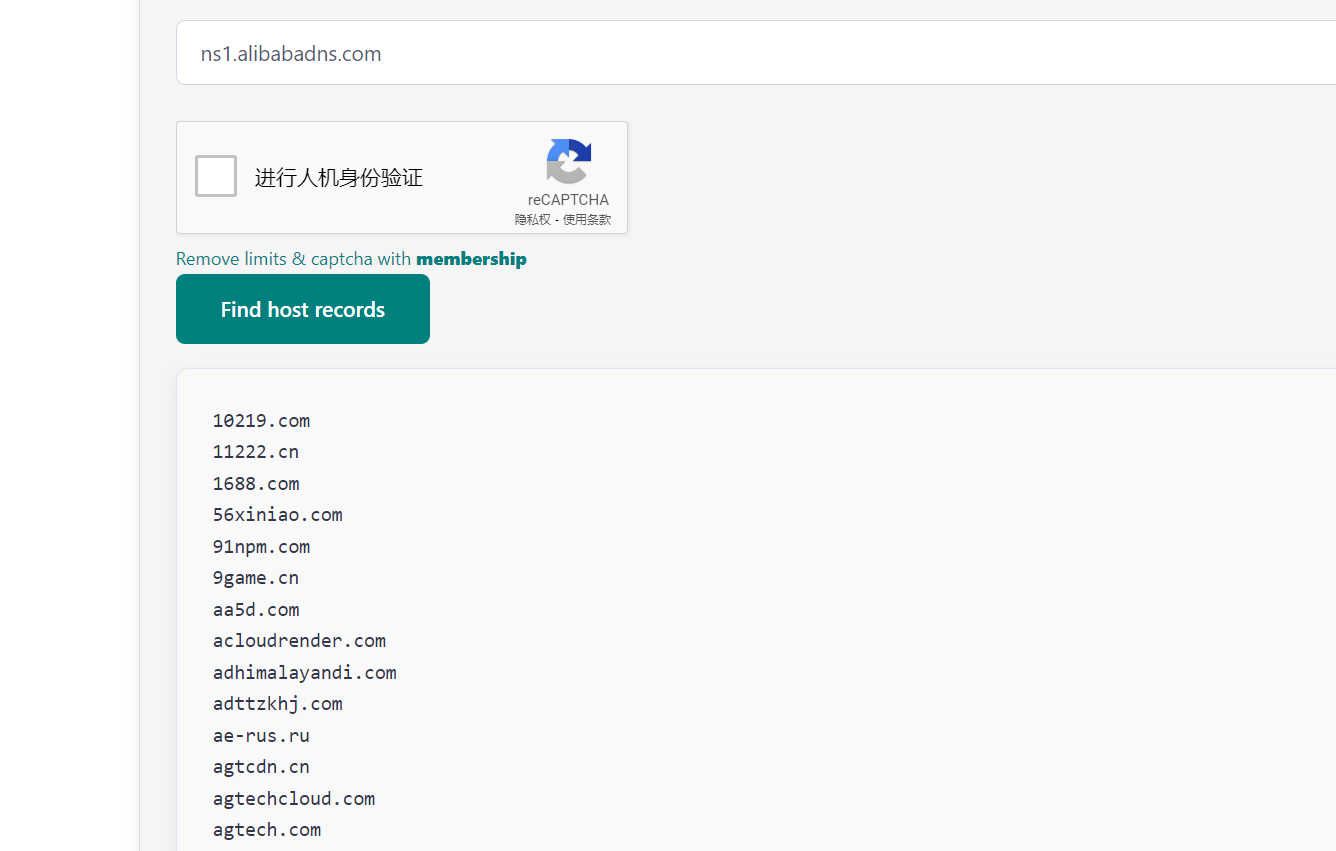 ns1.alibabadns.com
进行人机身份验证
reCAPTCHA
隐私权 - 使用条款
Remove limits & captcha with membership
Find host records
10219.com
11222.cn
1688.com
56xiniao.com
91npm.com
9game.cn
aa5d.com
acloudrender.com
adhimalayandi.com
adttzkhj.com
ae-rus.ru
agtcdn.cn
agtechcloud.com
agtech.com